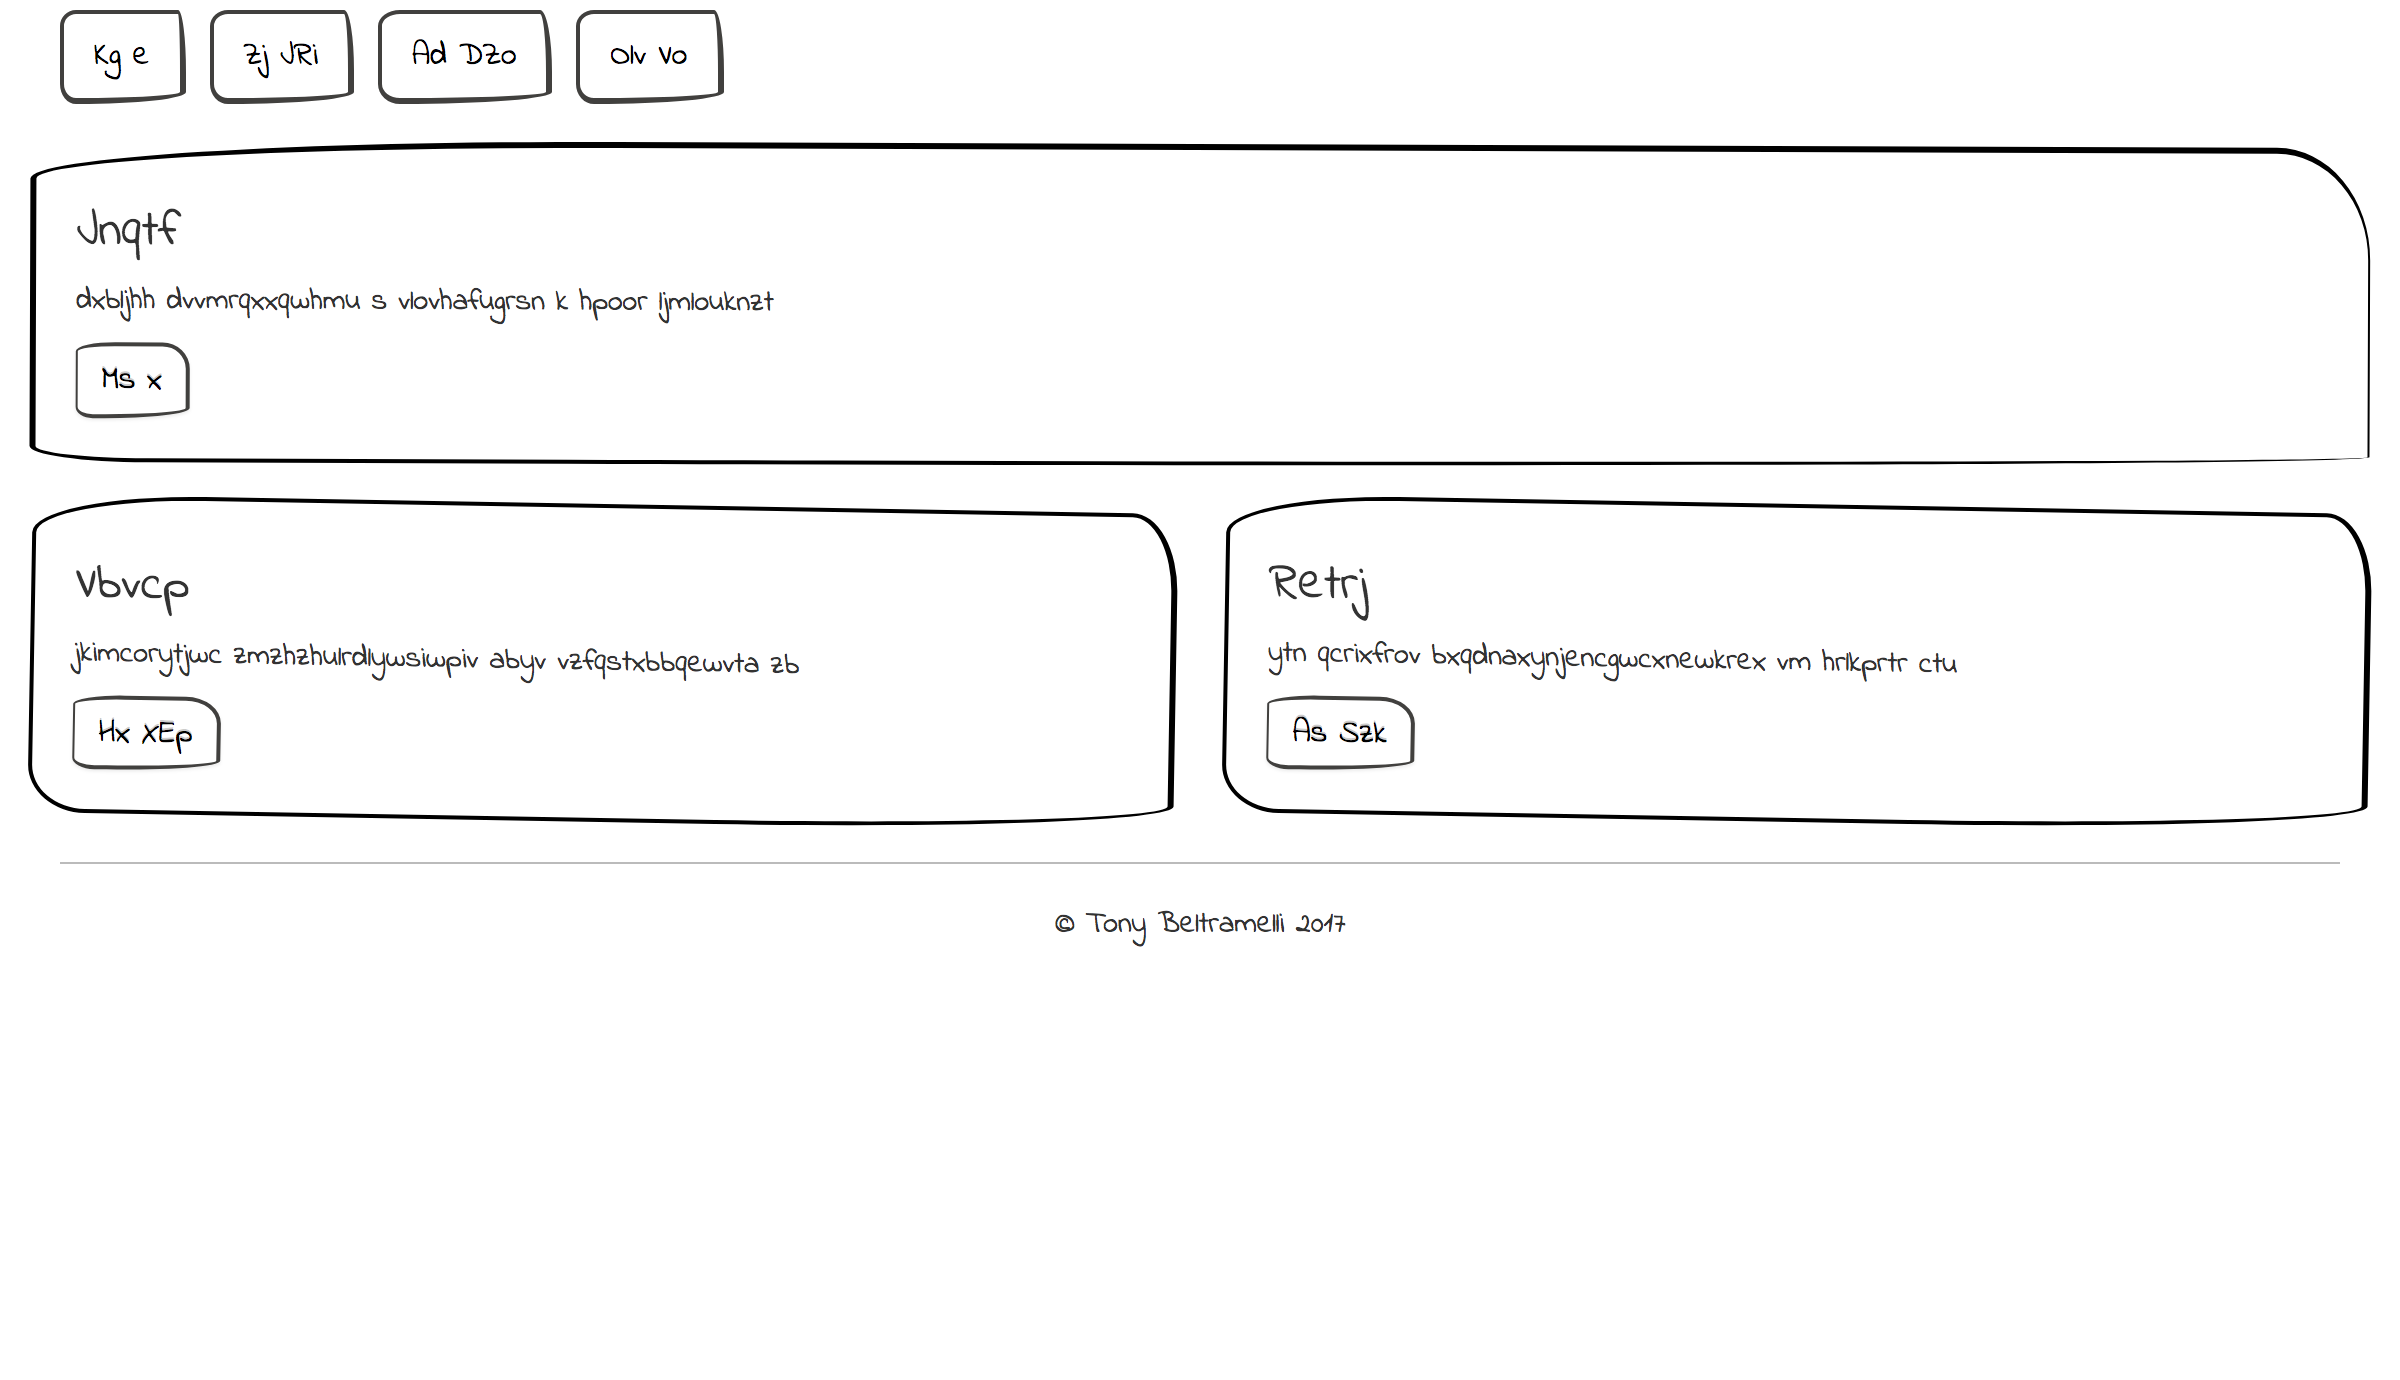 Kg e
Zj JRi
Ad DZo
Olv Vo
Jnqtf
dxbljhh dvvmrqxxqwhmu s vlovhafugrsn k hpoor ljmlouknzt
Ms x
Vbvcp
jkimcorytjwc zmzhzhulrdlywsiwpiv abyv vzfqstxbbqewvta zb
Hx XEp
Retrj
ytn qcrixfrov bxqdnaxynjencgwcxnewkrex vm hrlkprtr ctu
As Szk
© Tony Beltramelli 2017